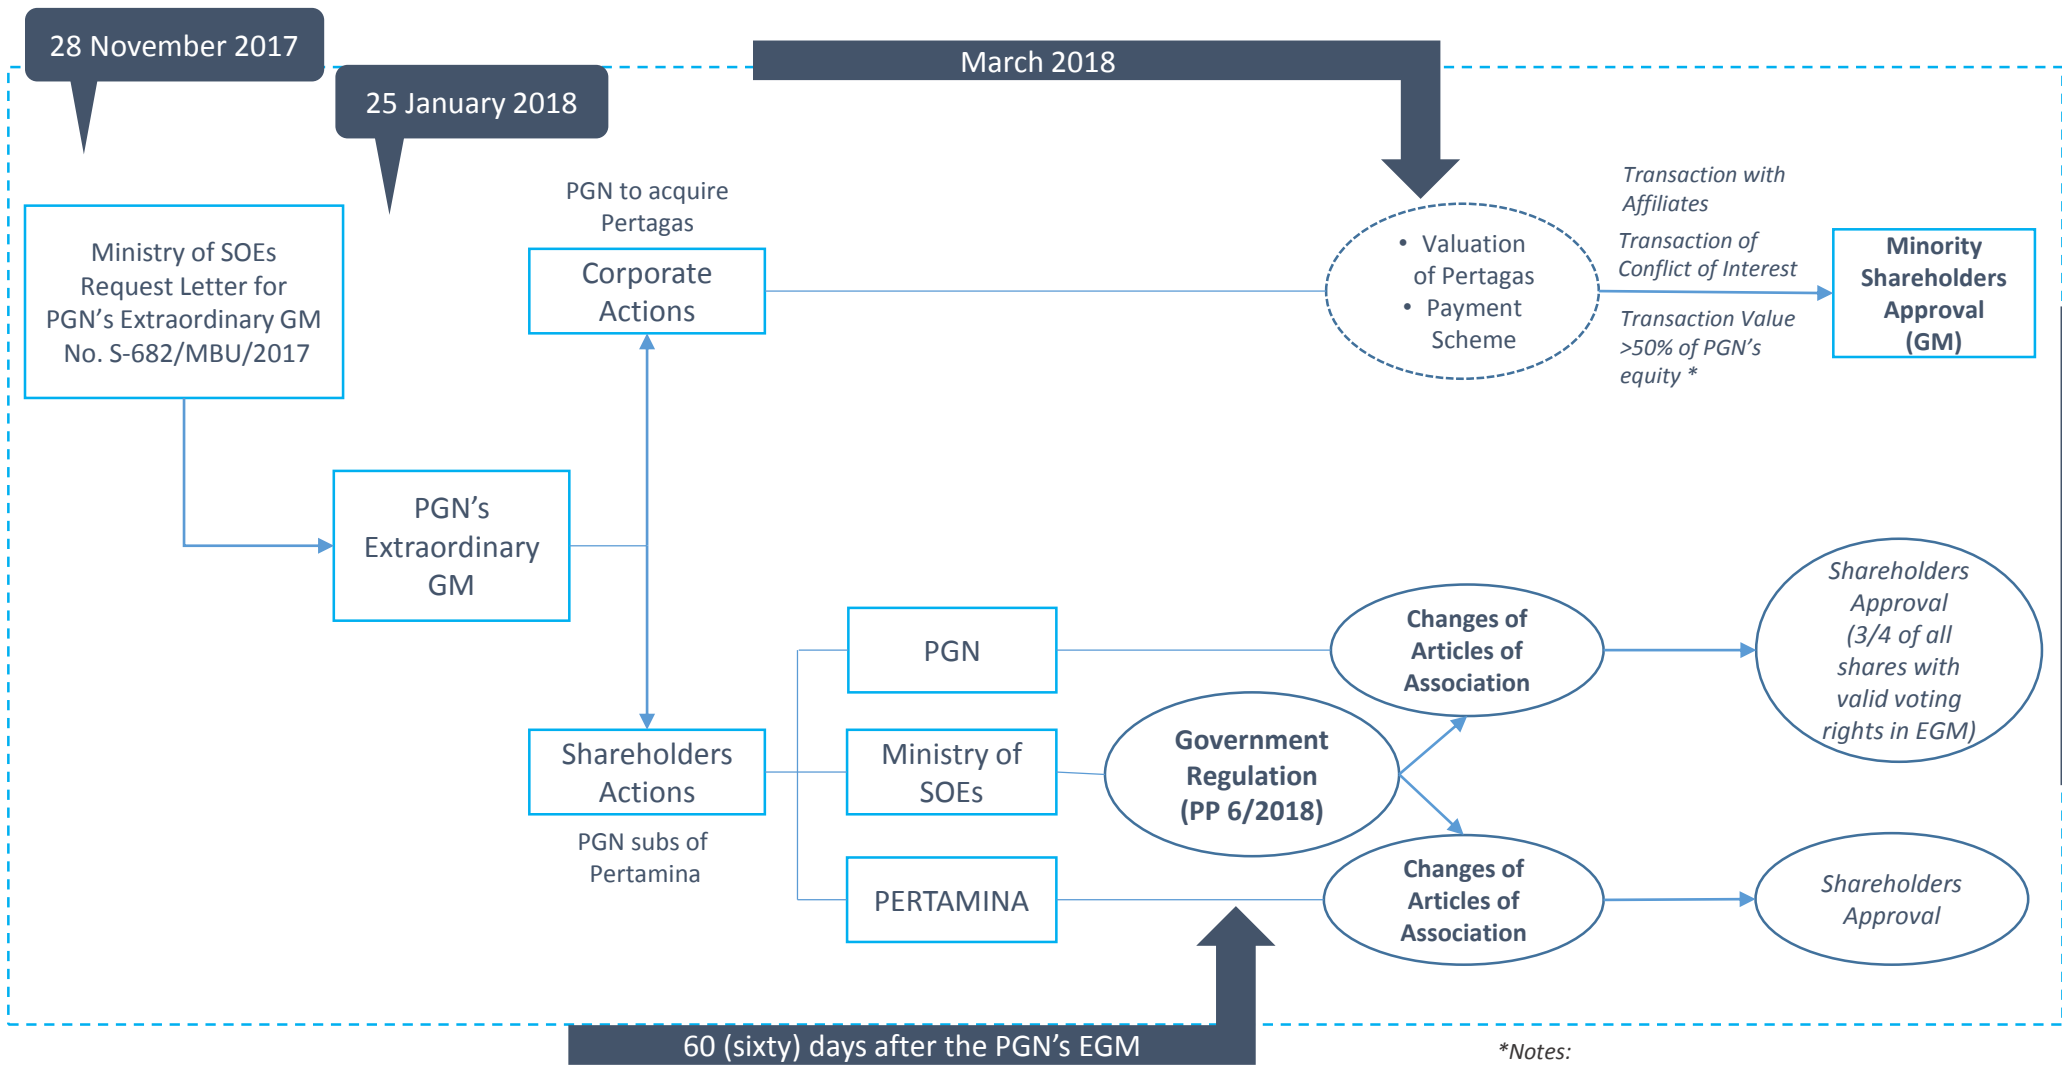 28 November 2017
25 January 2018
March 2018
Ministry of SOEs
Request Letter for
PGN’s Extraordinary GM
No. S-682/MBU/2017
PGN’s
Extraordinary
GM
PGN to acquire
Pertagas
Corporate
Actions
• Valuation
of Pertagas
• Payment
Scheme
Transaction with
Affiliates
Transaction of
Conflict of Interest
Transaction Value
>50% of PGN’s
equity *
Minority
Shareholders
Approval
(GM)
Shareholders
Actions
PGN subs of
Pertamina
PGN
Ministry of
SOEs
PERTAMINA
Government
Regulation
(PP 6/2018)
Changes of
Articles of
Association
Shareholders
Approval
(3/4 of all
shares with
valid voting
rights in EGM)
Changes of
Articles of
Association
Shareholders
Approval
60 (sixty) days after the PGN’s EGM
*Notes: